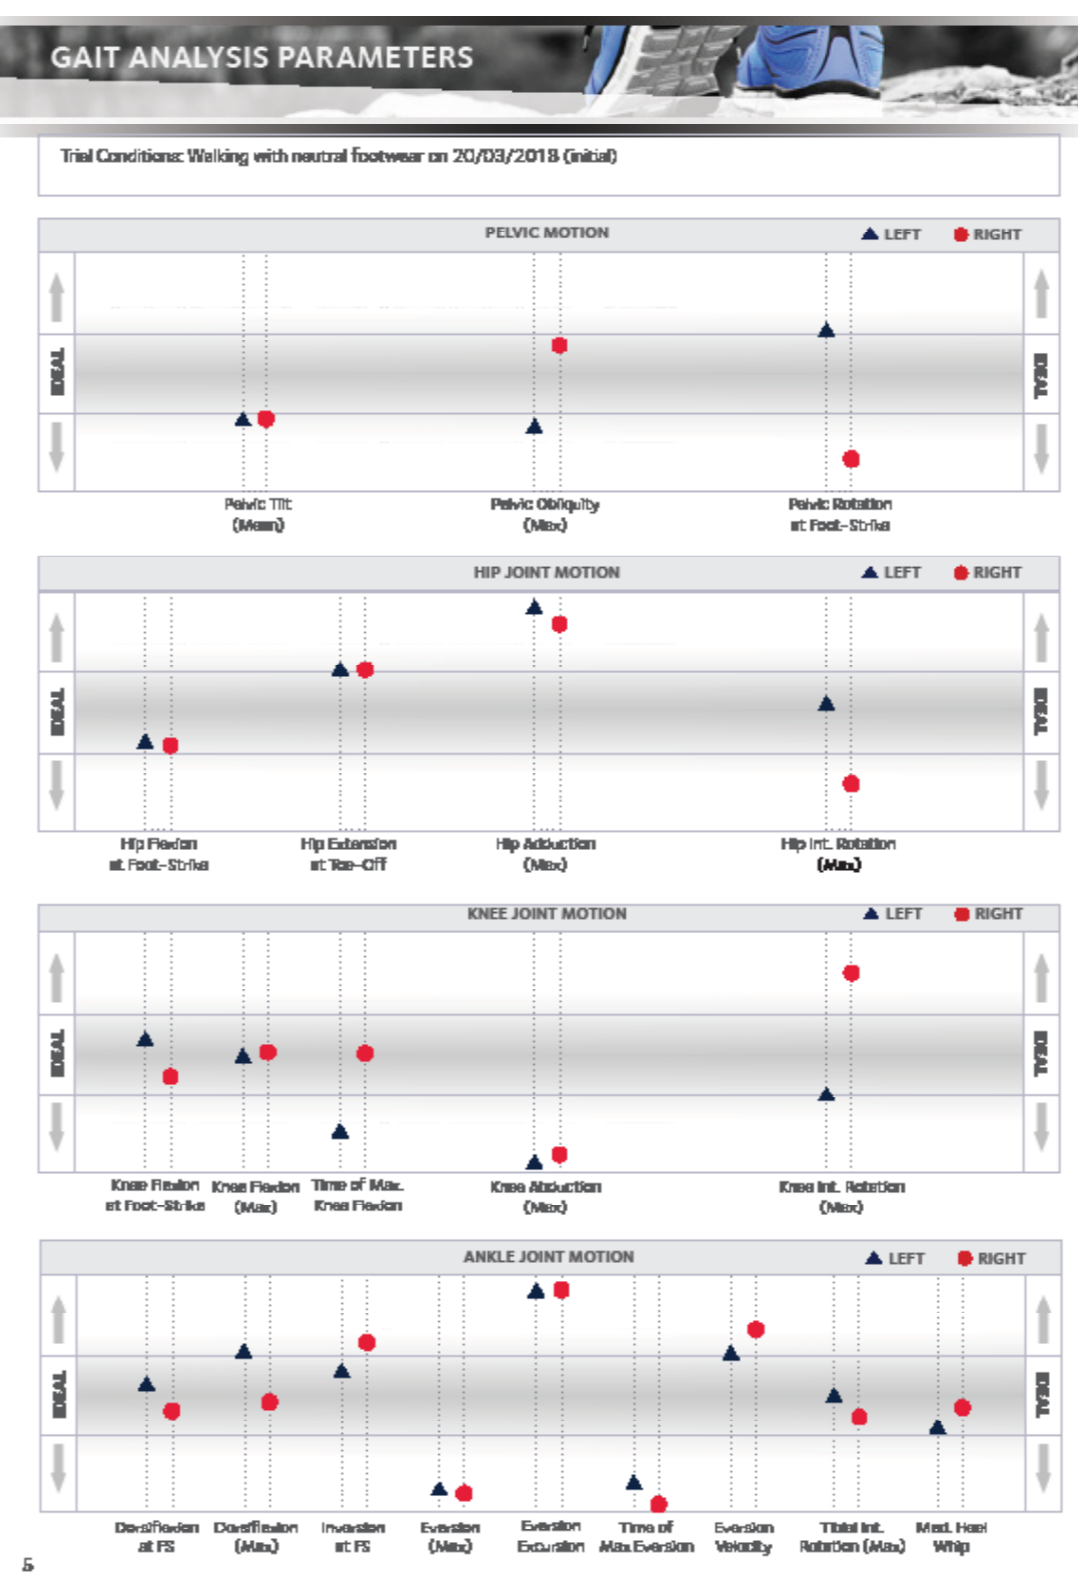 GAIT ANALYSIS PARAMETERS
Trial Conditions: Walking with neutral footwear on 20/03/2018 (initial)
PELVIC MOTION LEFT RIGHT
IDEAL IDEAL
Pelvic Tilt Pelvic Obliquity Pelvic Rotation
(Mean) (Max) at Foot-Strike
HIP JOINT MOTION LEFT RIGHT
IDEAL IDEAL
Hip Flexion Hip Extension Hip Adduction Hip Int. Rotation
at Foot-Strike at Toe-Off (Max) (Max)
KNEE JOINT MOTION LEFT RIGHT
IDEAL IDEAL
Knee Flexion Knee Flexion Time of Max. Knee Abduction Knee Int. Rotation
at Foot-Strike (Max) Knee Flexion (Max) (Max)
ANKLE JOINT MOTION LEFT RIGHT
IDEAL IDEAL
Dorsiflexion Dorsiflexion Inversion Eversion Eversion Time of Eversion Tibial Int. Med. Heel
at FS (Max) at FS (Max) Excursion Max Eversion Velocity Rotation (Max) Whip
5